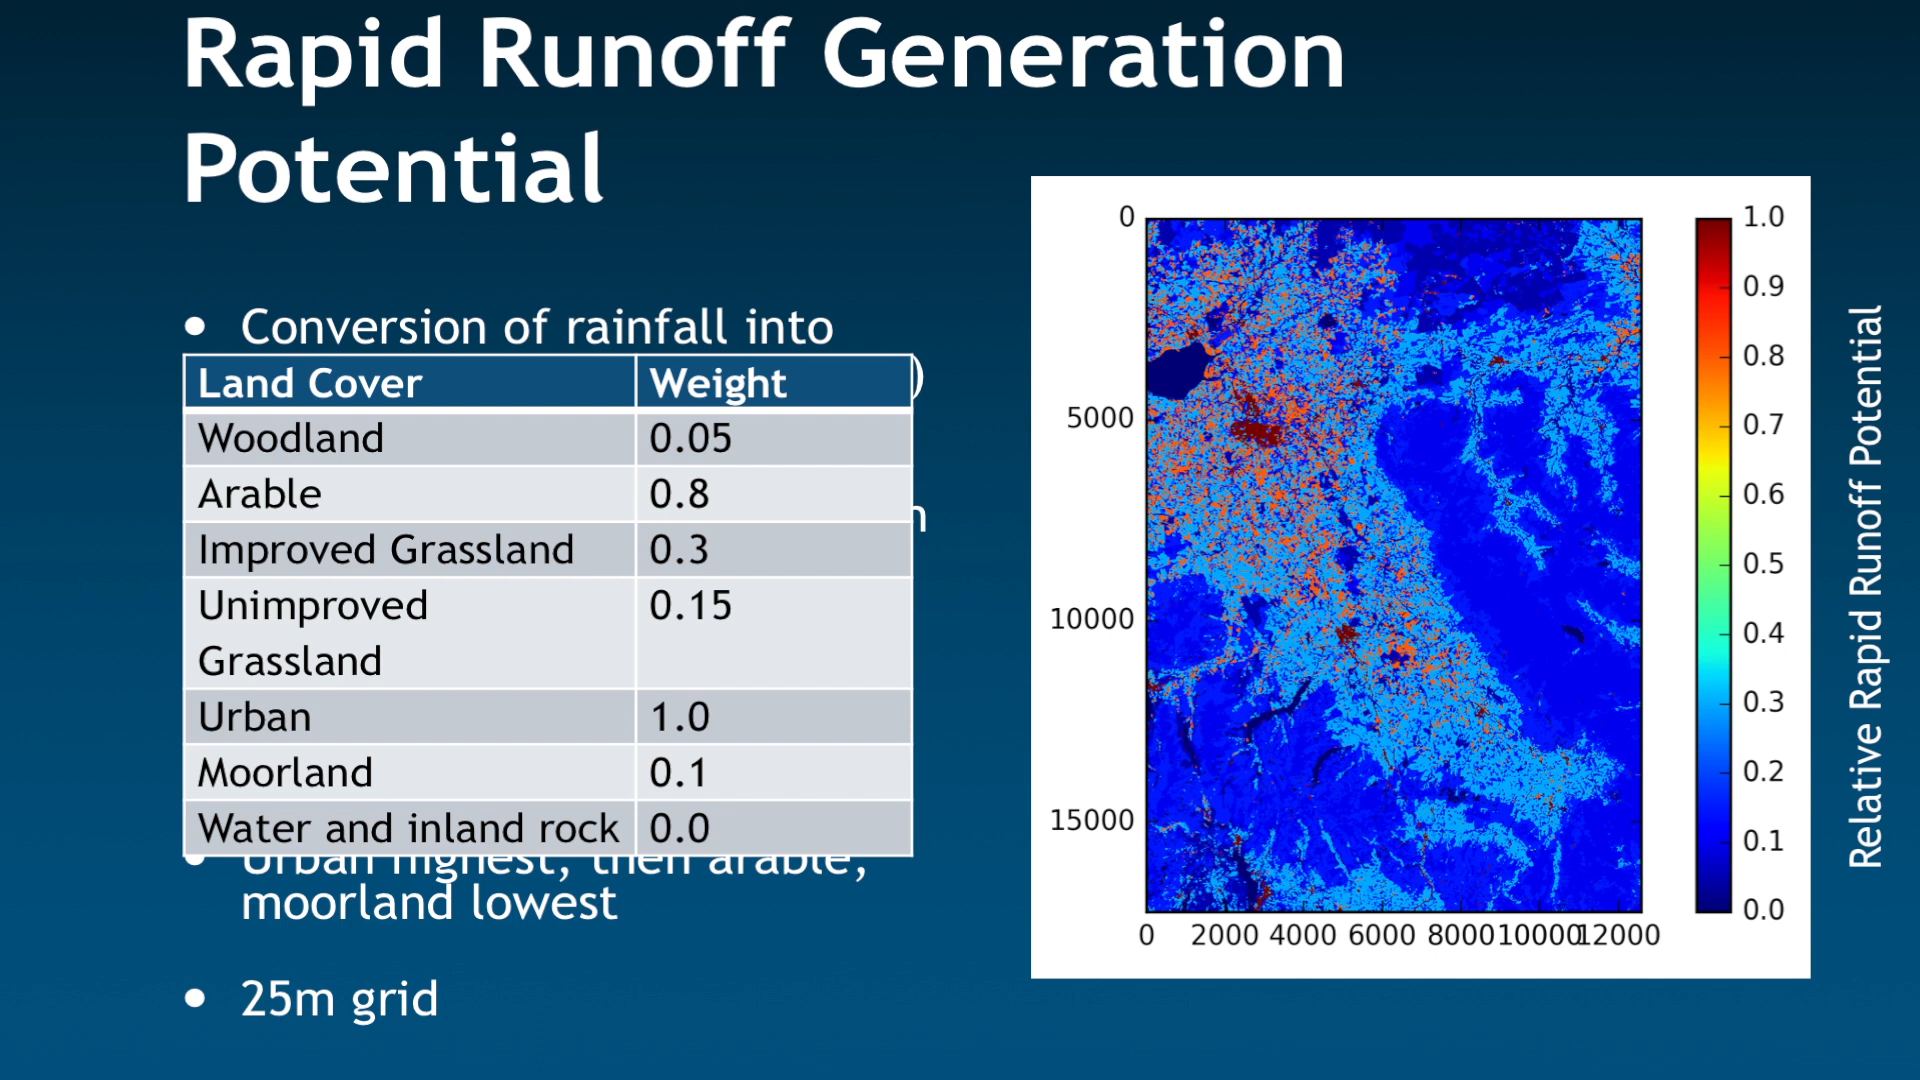 Rapid Runoff Generation
Potential
Conversion of rainfall into
)
n
Land Cover Weight
Woodland 0.05
Arable 0.8
Improved Grassland 0.3
Unimproved 0.15
Grassland
Urban 1.0
Moorland 0.1
Water and inland rock 0.0
Urban highest, then arable,
moorland lowest
25m grid
0
5000
10000
15000
0 2000 4000 6000 8000 10000 12000
1.0
0.9
0.8
0.7
0.6
0.5
0.4
0.3
0.2
0.1
0.0
Relative Rapid Runoff Potential